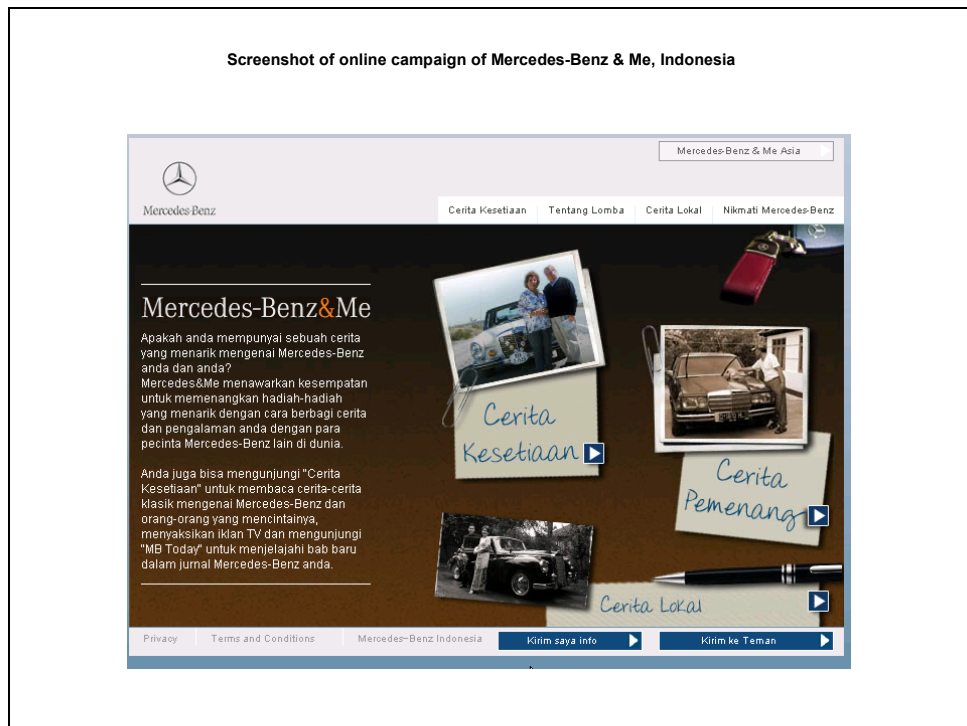 Screenshot of online campaign of Mercedes-Benz & Me, Indonesia
Mercedes-Benz & Me Asia
Mercedes-Benz
Cerita Kesetiaan
Tentang Lomba
Cerita Lokal
Nikmati Mercedes-Benz
Mercedes-Benz&Me
Apakah anda mempunyai sebuah cerita
yang menarik mengenai Mercedes-Benz
anda dan anda?
Mercedes&Me menawarkan kesempatan
untuk memenangkan hadiah-hadiah
yang menarik dengan cara berbagi cerita
dan pengalaman anda dengan para
pecinta Mercedes-Benz lain di dunia.
Anda juga bisa mengunjungi "Cerita
Kesetiaan" untuk membaca cerita-cerita
klasik mengenai Mercedes-Benz dan
orang-orang yang mencintainya,
menyaksikan iklan TV dan mengunjungi
"MB Today" untuk menjelajahi bab baru
dalam jurnal Mercedes-Benz anda.
Cerita
Kesetiaan
Cerita
Pemenang
Cerita Lokal
Privacy
Terms and Conditions
Mercedes-Benz Indonesia
Kirim saya info
Kirim ke Teman